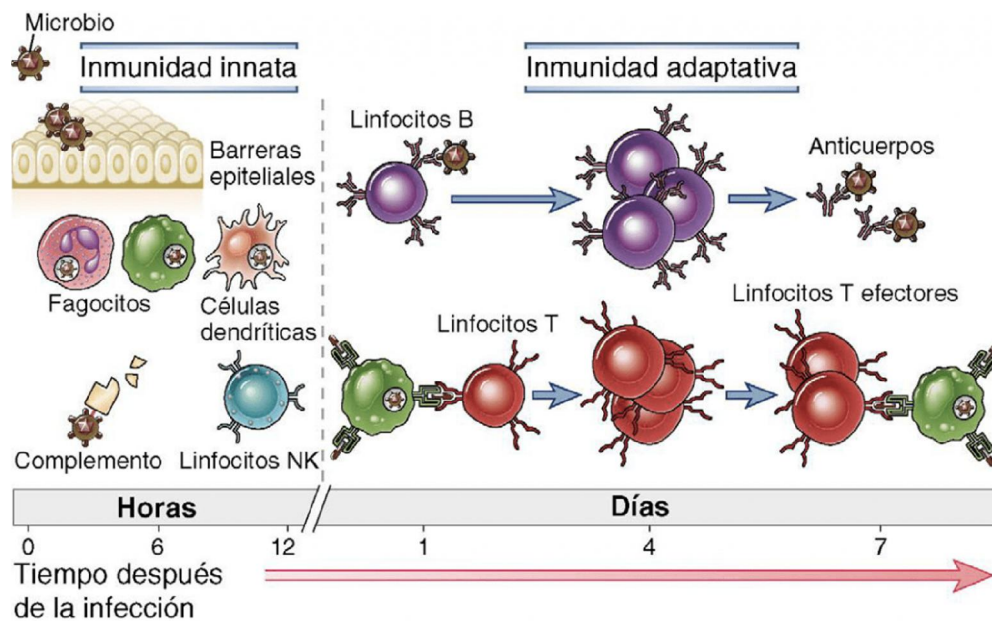 Microbio
Inmunidad innata
Inmunidad adaptativa
Barreras
epiteliales
Linfocitos B
Anticuerpos
Fagocitos
Células
dendríticas
Linfocitos T
Linfocitos T efectores
Complemento
Linfocitos NK
Horas
Días
0
6
12
1
4
7
Tiempo después
de la infección